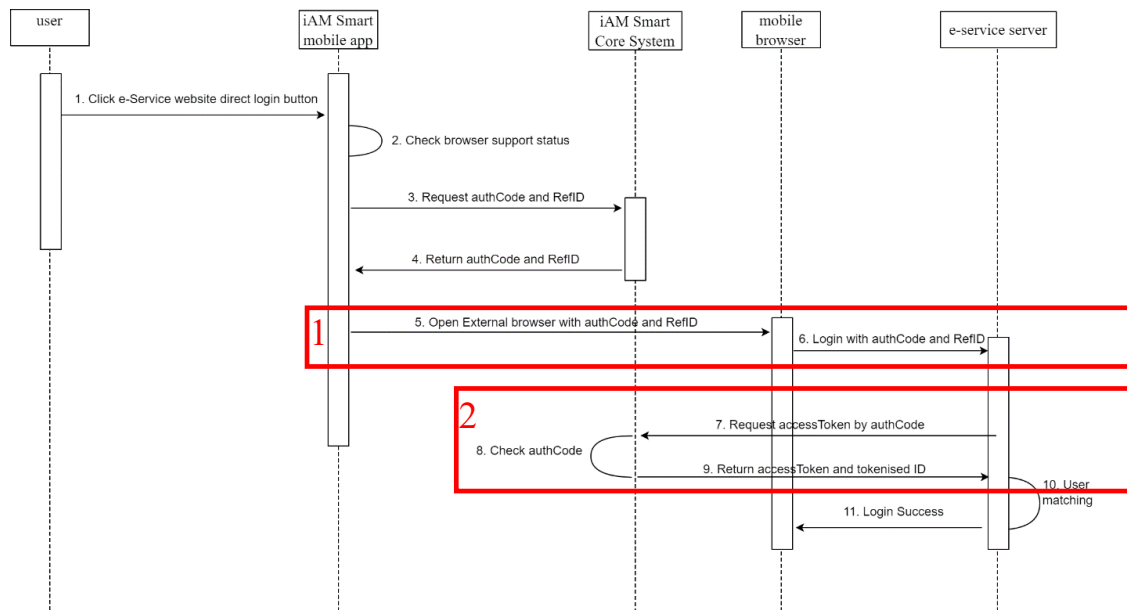 user
iAM Smart
mobile app
iAM Smart
Core System
mobile
browser
e-service server
1. Click e-Service website direct login button
2. Check browser support status
3. Request authCode and RefID
4. Return authCode and RefID
1
5. Open External browser with authCode and RefID
6. Login with authCode and RefID
2
7. Request accessToken by authCode
8. Check authCode
9. Return accessToken and tokenised ID
10. User
matching
11. Login Success